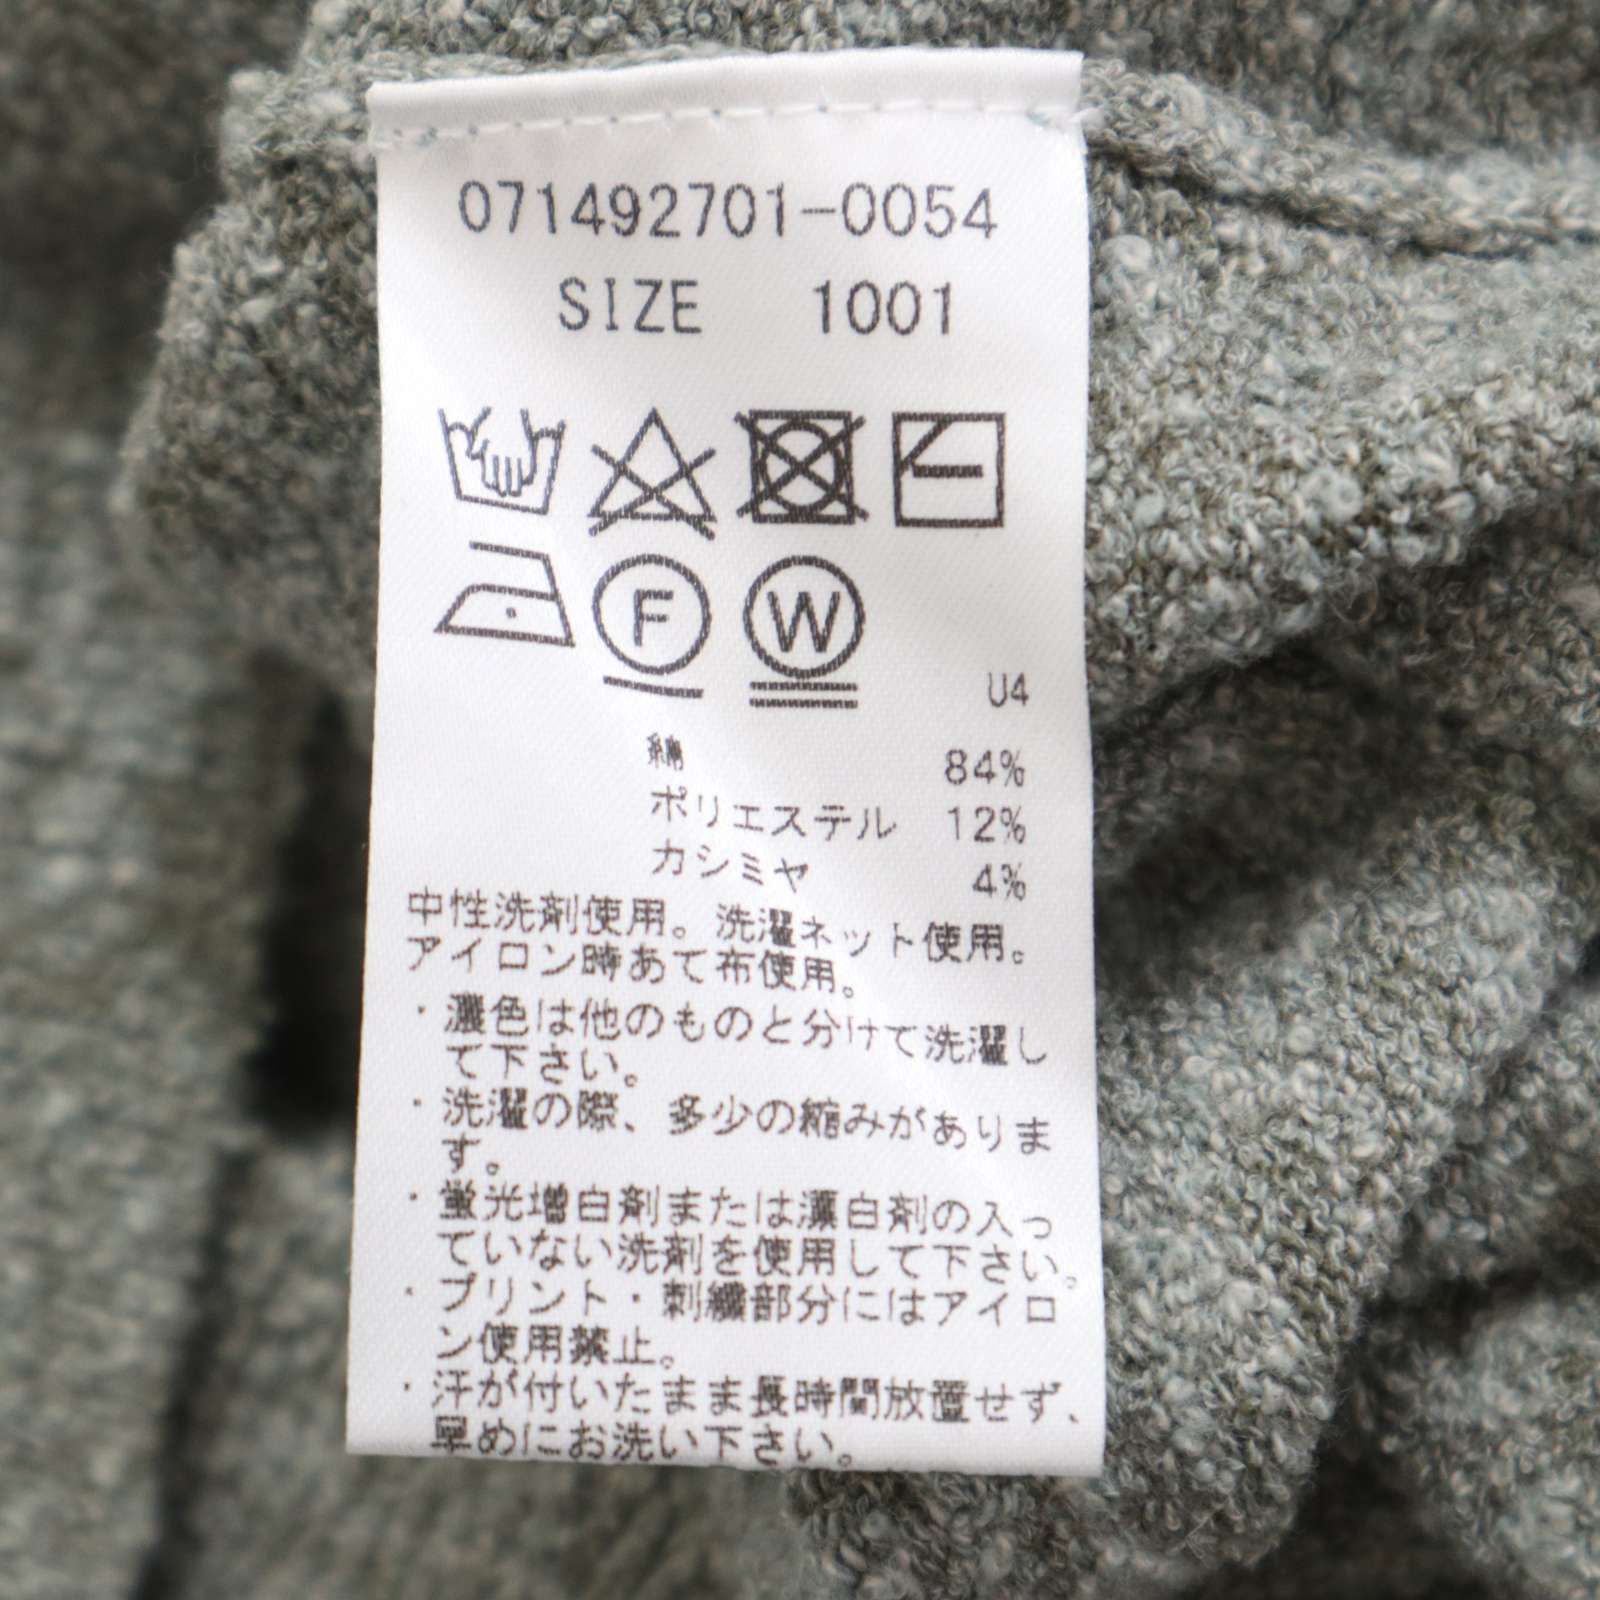 071492701-0054
SIZE 1001
F W
U4
綿 84%
ポリエステル 12%
カシミヤ 4%
中性洗剤使用。洗濯ネット使用。
アイロン時あて布使用。
・濃色は他のものと分けて洗濯し
て下さい。
・洗濯の際、多少の縮みがありま
す。
・蛍光増白剤または漂白剤の入っ
ていない洗剤を使用して下さい。
・プリント・刺繍部分にはアイロ
ン使用禁止。
・汗が付いたまま長時間放置せず、
早めにお洗い下さい。